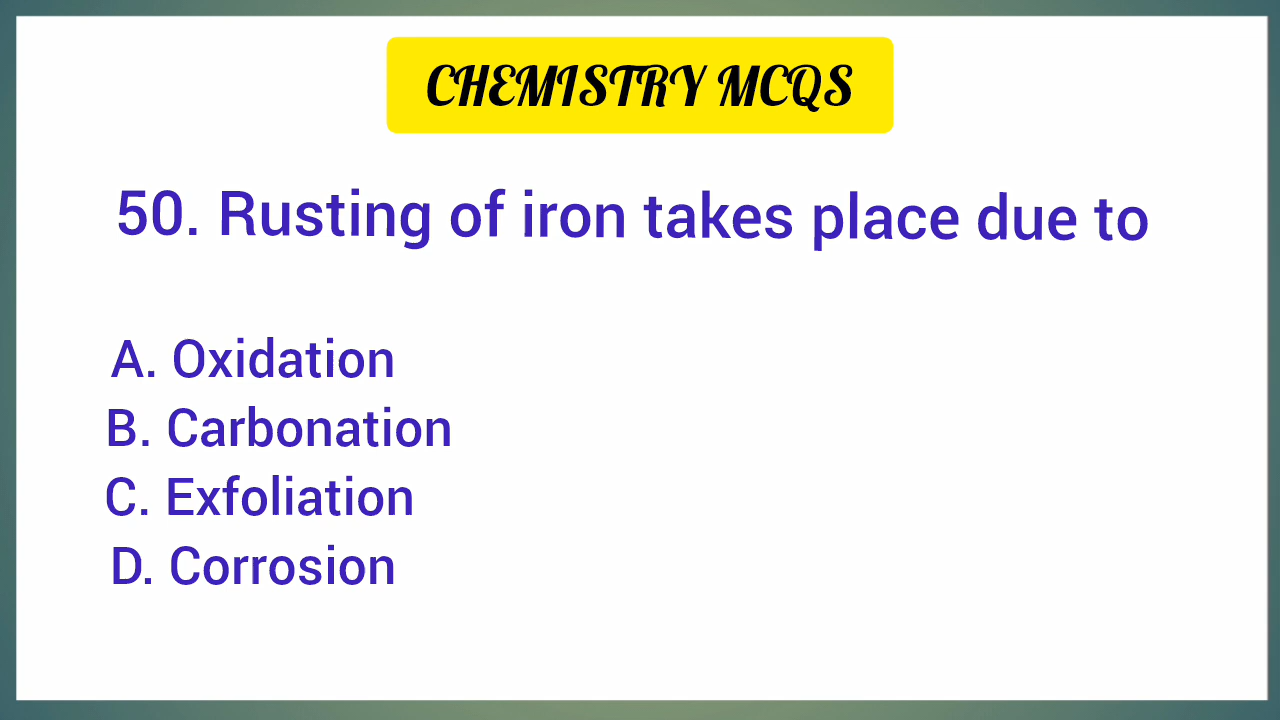 CHEMISTRY MCQS
50. Rusting of iron takes place due to
A. Oxidation
B. Carbonation
C. Exfoliation
D. Corrosion